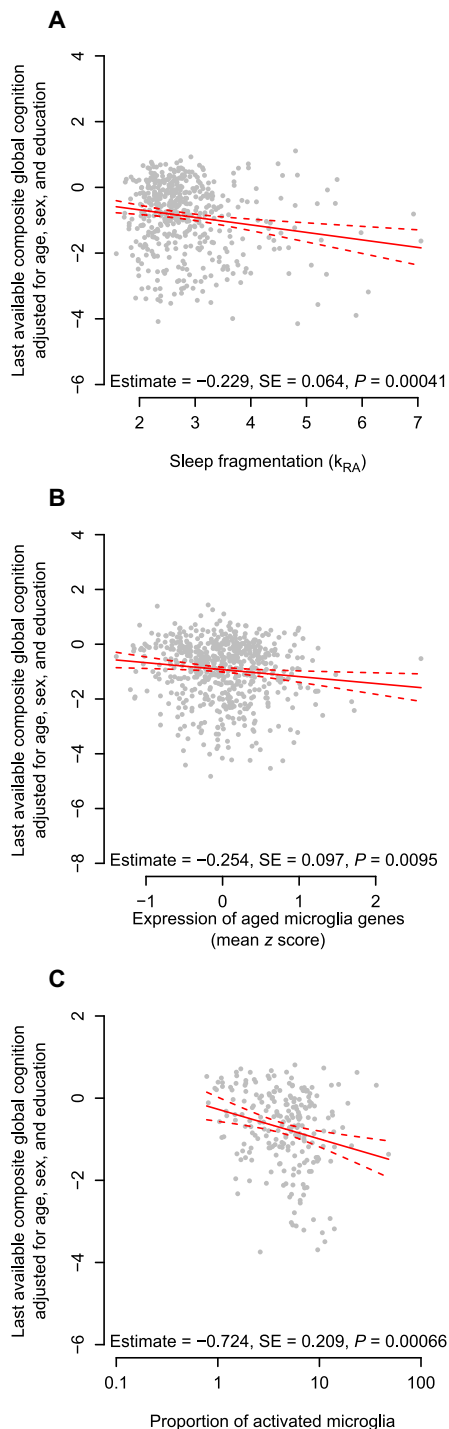 A
Last available composite global cognition
adjusted for age, sex, and education
4
2
0
−2
−4
−6
Estimate = −0.229, SE = 0.064, P = 0.00041
2 3 4 5 6 7
Sleep fragmentation (kRA)
B
Last available composite global cognition
adjusted for age, sex, and education
4
2
0
−2
−4
−6
−8
Estimate = −0.254, SE = 0.097, P = 0.0095
−1 0 1 2
Expression of aged microglia genes
(mean z score)
C
Last available composite global cognition
adjusted for age, sex, and education
2
0
−2
−4
−6
Estimate = −0.724, SE = 0.209, P = 0.00066
0.1 1 10 100
Proportion of activated microglia